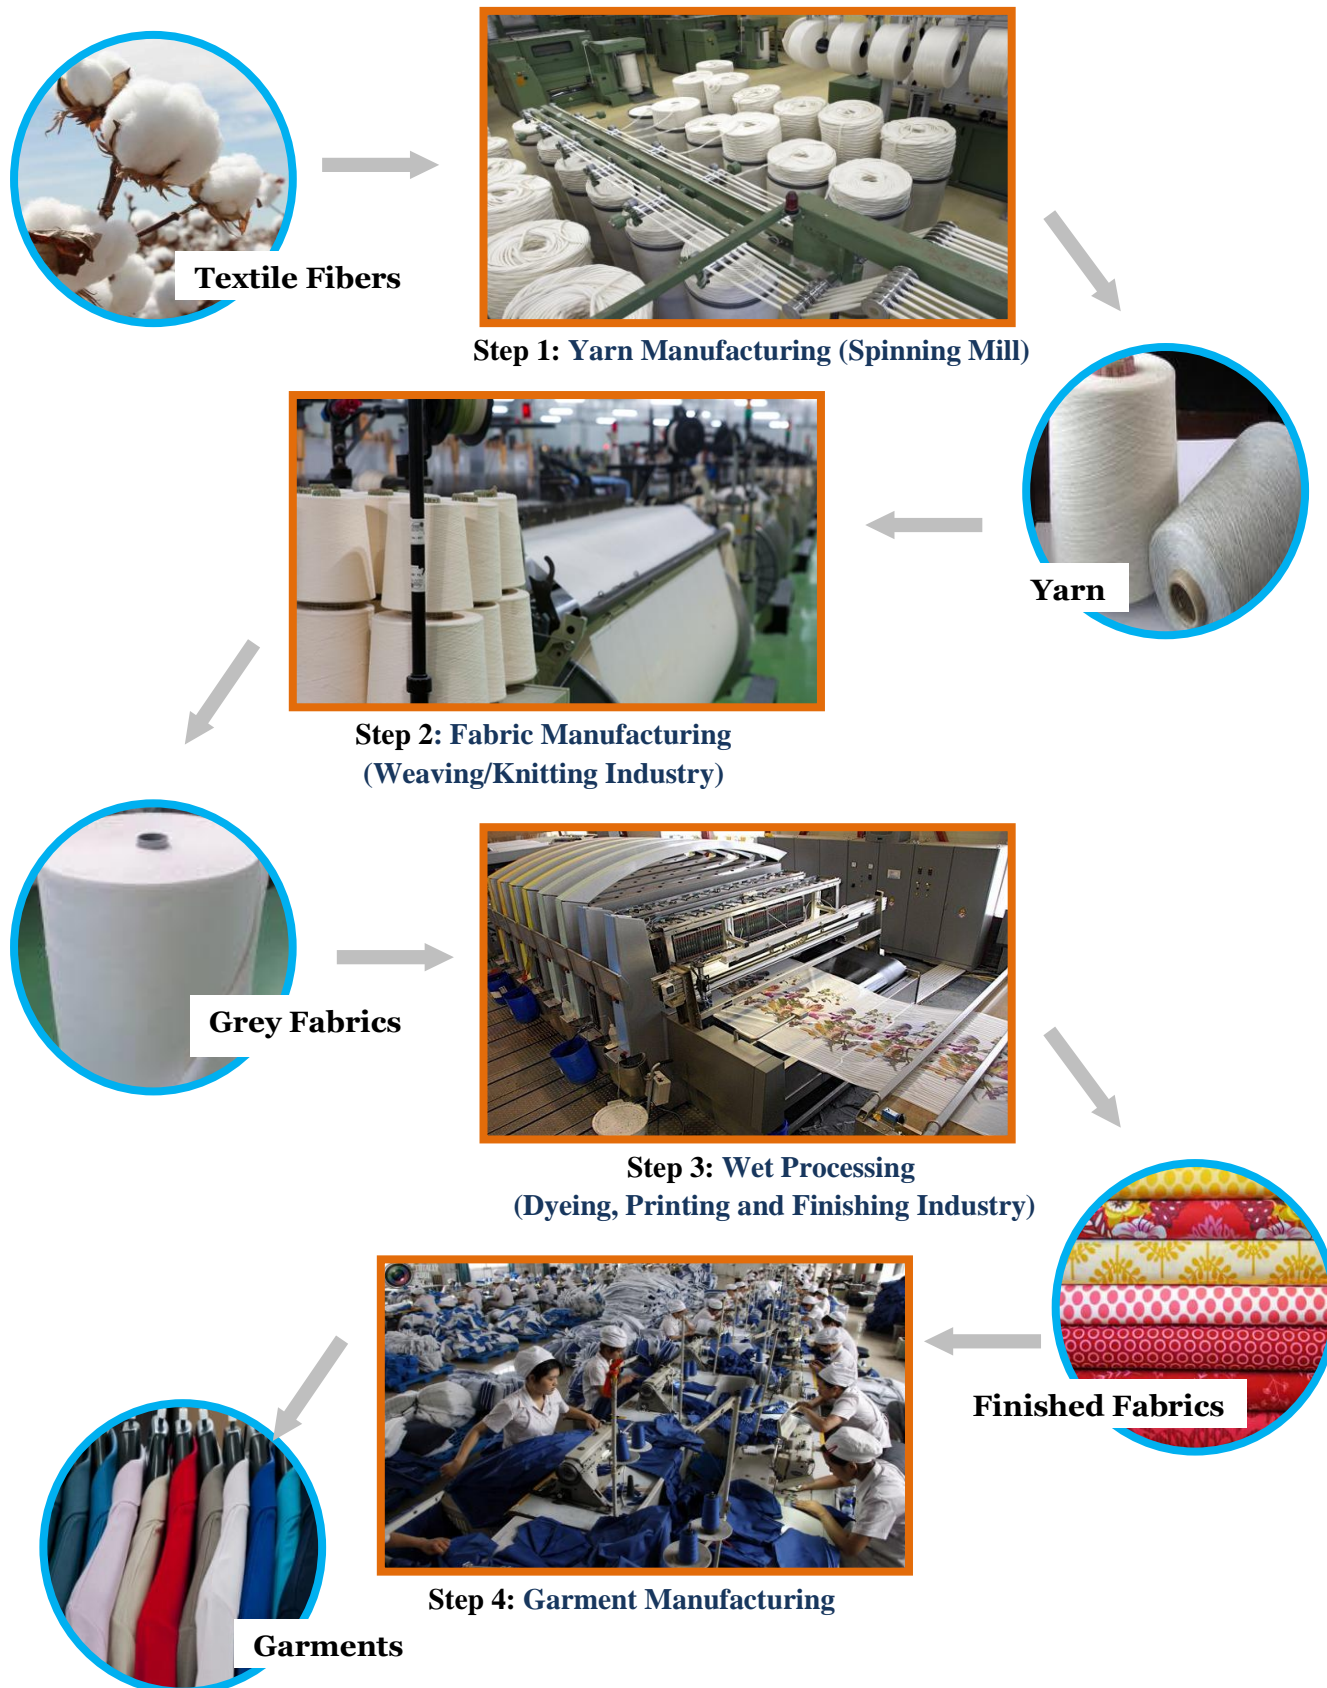 Textile Fibers
Step 1: Yarn Manufacturing (Spinning Mill)
Yarn
Step 2: Fabric Manufacturing
(Weaving/Knitting Industry)
Grey Fabrics
Step 3: Wet Processing
(Dyeing, Printing and Finishing Industry)
Finished Fabrics
Step 4: Garment Manufacturing
Garments